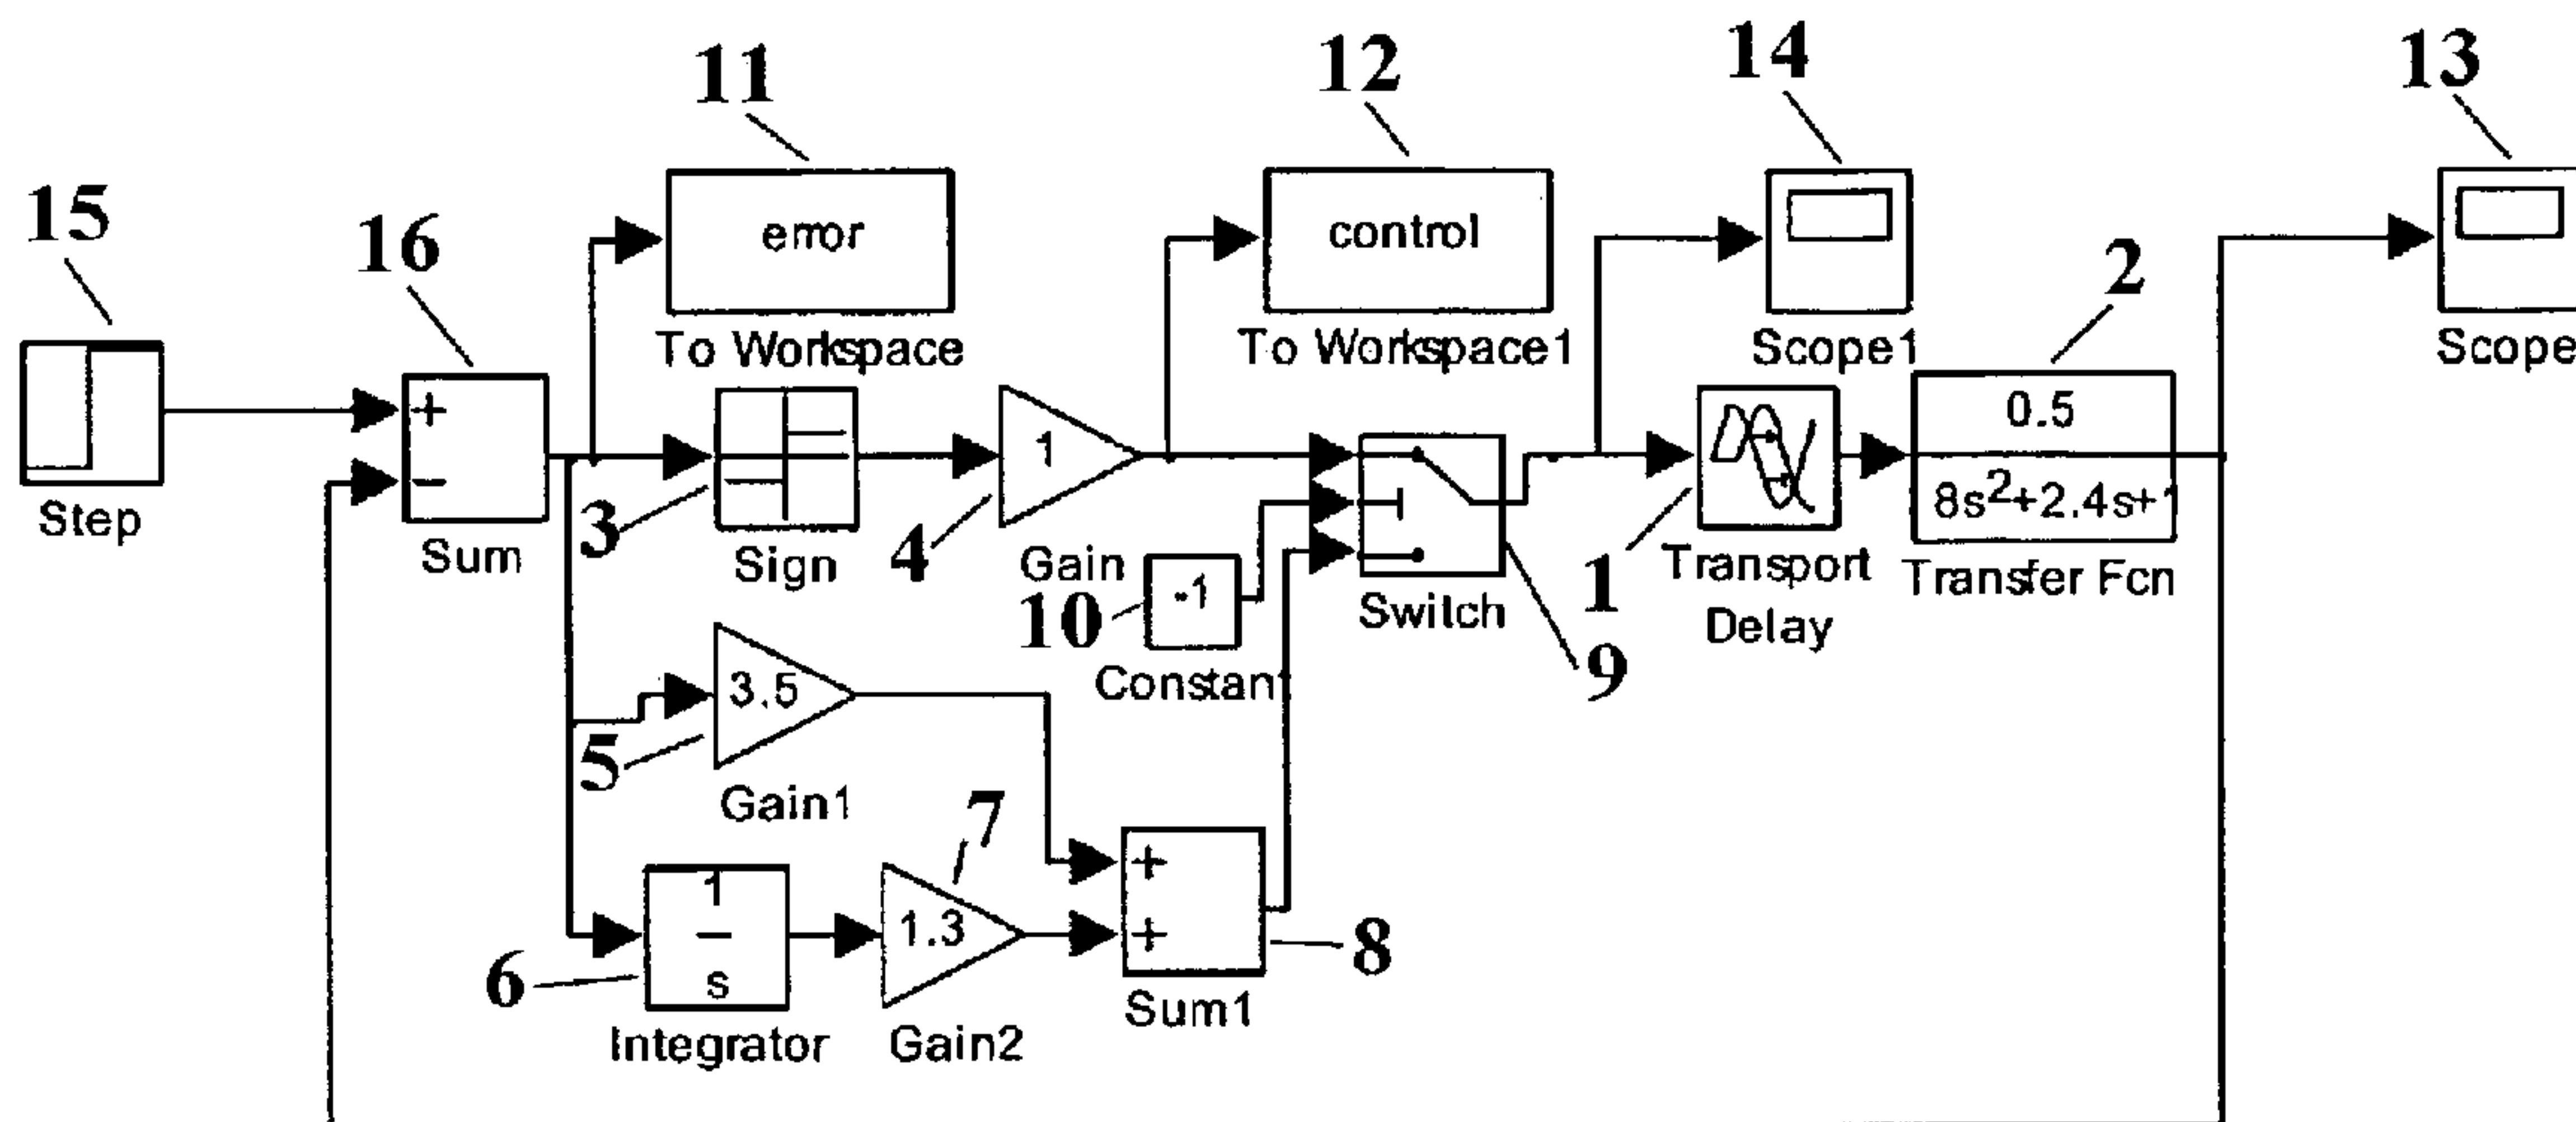 11
12
14
13
15
16
error
control
2
To Workspace
To Workspace1
Scope1
Scope
+
−
Step
Sum
3
Sign
1
4
Gain
10
-1
Constant
Switch
9
1
Transport
Delay
0.5
8s²+2.4s+1
Transfer Fcn
3.5
5
Gain1
7
1
s
6
Integrator
1.3
Gain2
+
+
8
Sum1